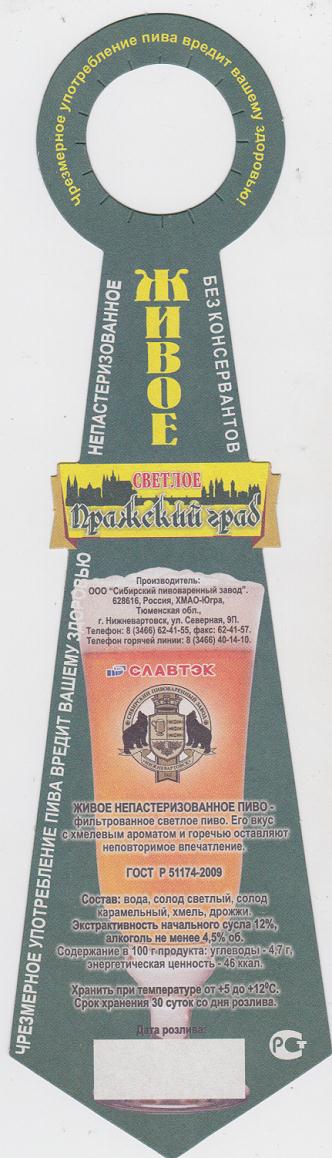 Чрезмерное употребление пива вредит вашему здоровью!
НЕПАСТЕРИЗОВАННОЕ
ЖИВОЕ
БЕЗ КОНСЕРВАНТОВ
СВЕТЛОЕ
Пражский град
ЧРЕЗМЕРНОЕ УПОТРЕБЛЕНИЕ ПИВА ВРЕДИТ ВАШЕМУ ЗДОРОВЬЮ
Производитель:
ООО "Сибирский пивоваренный завод".
628616, Россия, ХМАО-Югра,
Тюменская обл.,
г. Нижневартовск, ул. Северная, 9П.
Телефон: 8 (3466) 62-41-55, факс: 62-41-57.
Телефон горячей линии: 8 (3466) 40-14-10.
СЛАВТЭК
СИБИРСКИЙ ПИВОВАРЕННЫЙ ЗАВОД
НИЖНЕВАРТОВСК
ЖИВОЕ НЕПАСТЕРИЗОВАННОЕ ПИВО -
фильтрованное светлое пиво. Его вкус
с хмелевым ароматом и горечью оставляют
неповторимое впечатление.
ГОСТ Р 51174-2009
Состав: вода, солод светлый, солод
карамельный, хмель, дрожжи.
Экстрактивность начального сусла 12%,
алкоголь не менее 4,5% об.
Содержание в 100 г продукта: углеводы - 4,7 г,
энергетическая ценность - 46 ккал.
Хранить при температуре от +5 до +12°С.
Срок хранения 30 суток со дня розлива.
Дата розлива:
РСТ